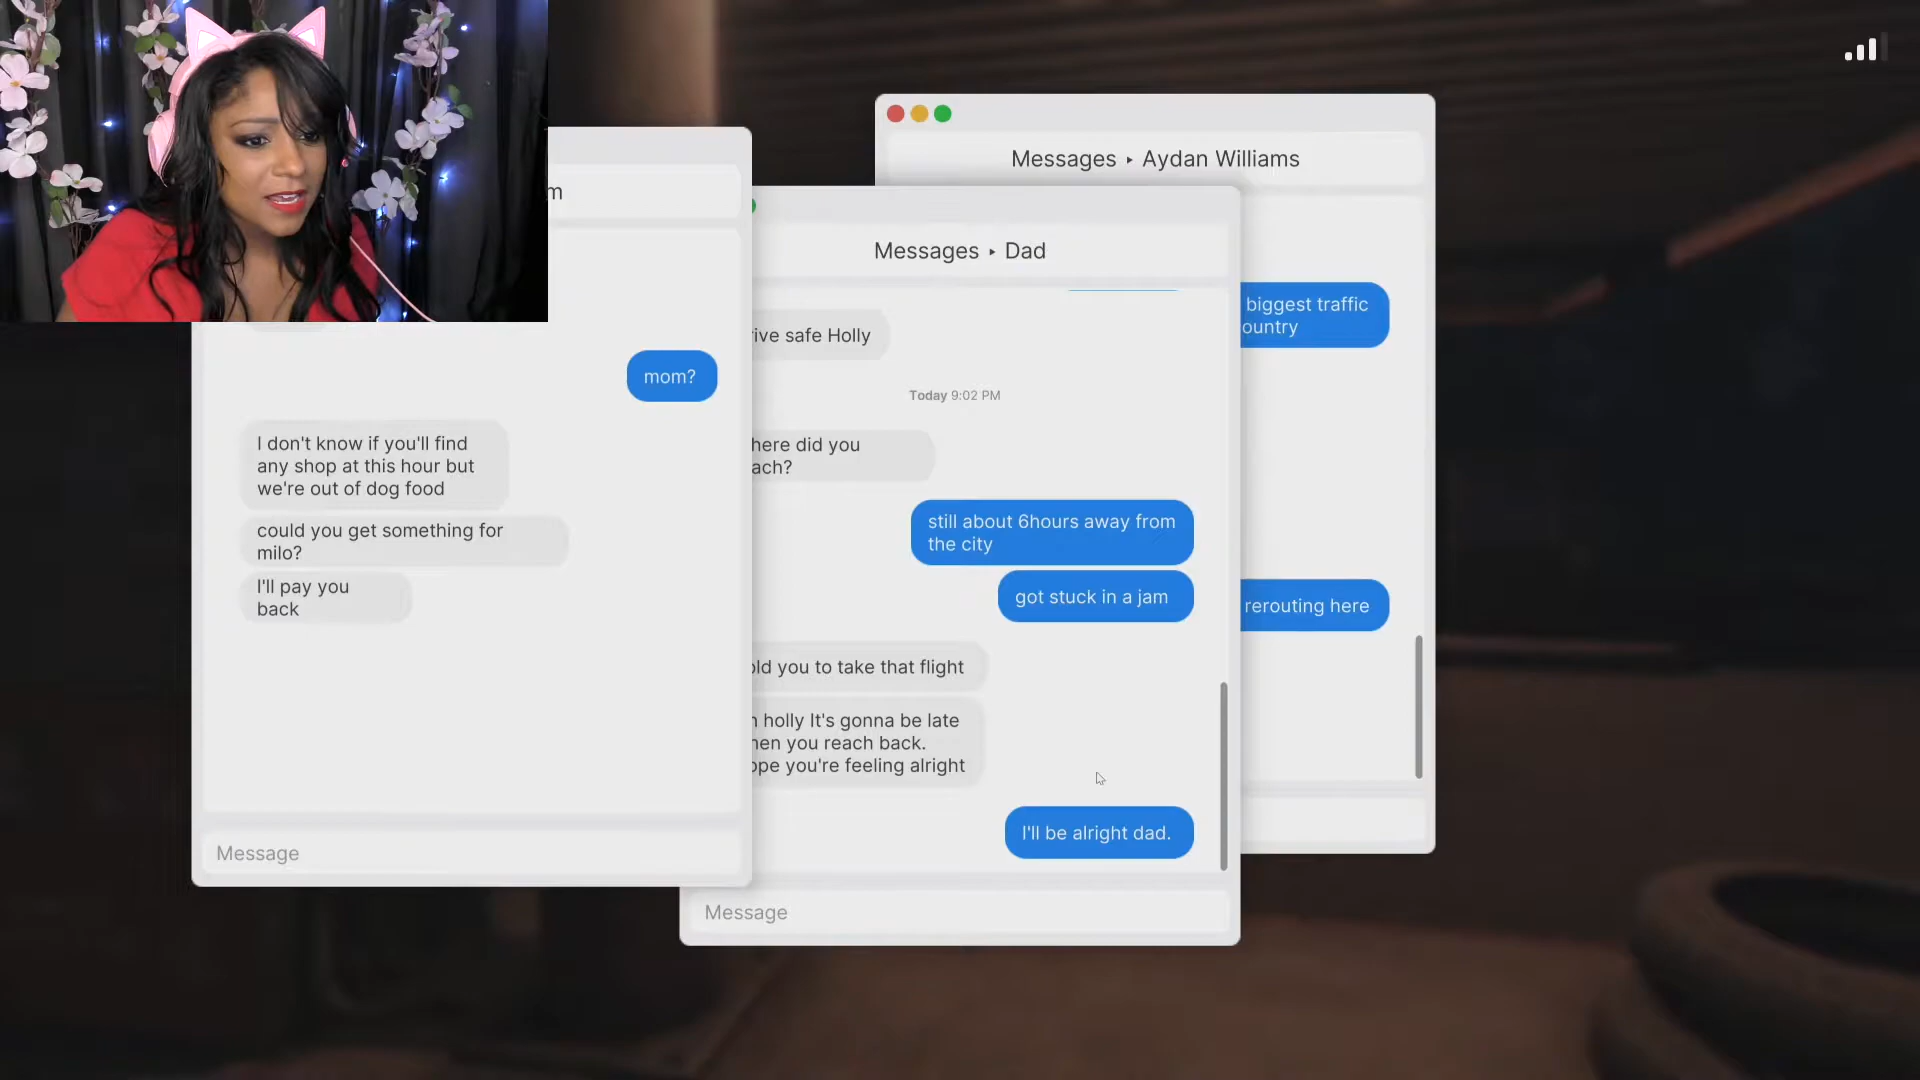 m
mom?
I don't know if you'll find
any shop at this hour but
we're out of dog food
could you get something for
milo?
I'll pay you
back
Message
Messages ▸ Dad
ive safe Holly
Today 9:02 PM
here did you
ach?
still about 6hours away from
the city
got stuck in a jam
old you to take that flight
holly It's gonna be late
en you reach back.
ope you're feeling alright
I'll be alright dad.
Message
Messages ▸ Aydan Williams
biggest traffic
ountry
rerouting here